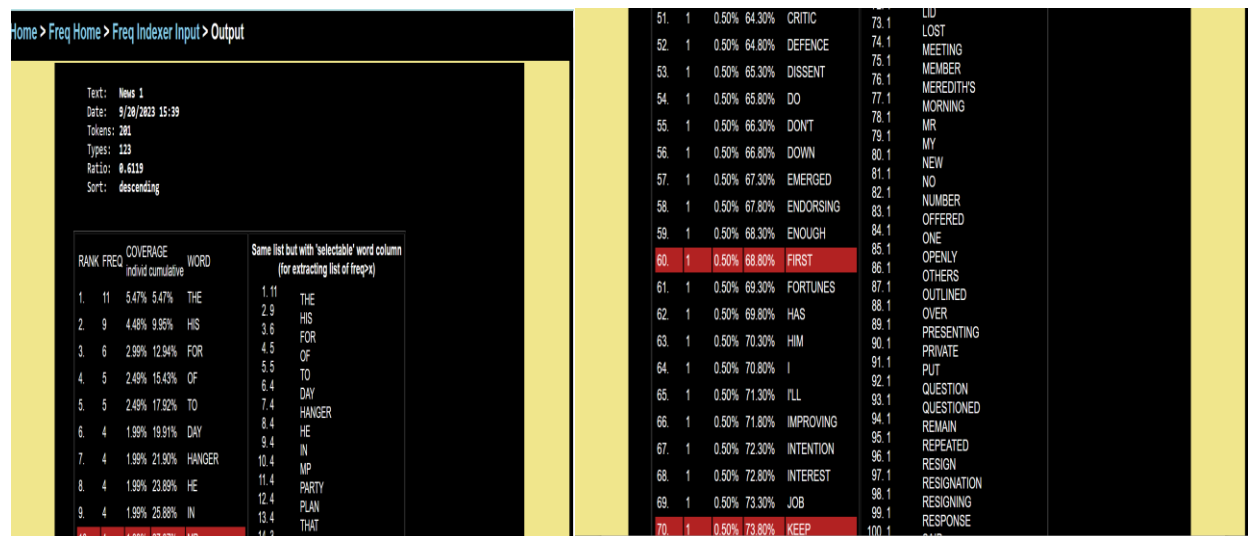 Home > Freq Home > Freq Indexer Input > Output
Text: News 1
Date: 9/20/2023 15:39
Tokens: 201
Types: 123
Ratio: 0.6119
Sort: descending
RANK FREQ COVERAGE individ cumulative WORD
1. 11 5.47% 5.47% THE
2. 9 4.48% 9.95% HIS
3. 6 2.99% 12.94% FOR
4. 5 2.49% 15.43% OF
5. 5 2.49% 17.92% TO
6. 4 1.99% 19.91% DAY
7. 4 1.99% 21.90% HANGER
8. 4 1.99% 23.89% HE
9. 4 1.99% 25.88% IN
Same list but with 'selectable' word column
(for extracting list of freq>x)
1. 11 THE
2. 9 HIS
3. 6 FOR
4. 5 OF
5. 5 TO
6. 4 DAY
7. 4 HANGER
8. 4 HE
9. 4 IN
10. 4 MP
11. 4 PARTY
12. 4 PLAN
13. 4 THAT
51. 1 0.50% 64.30% CRITIC
52. 1 0.50% 64.80% DEFENCE
53. 1 0.50% 65.30% DISSENT
54. 1 0.50% 65.80% DO
55. 1 0.50% 66.30% DON'T
56. 1 0.50% 66.80% DOWN
57. 1 0.50% 67.30% EMERGED
58. 1 0.50% 67.80% ENDORSING
59. 1 0.50% 68.30% ENOUGH
60. 1 0.50% 68.80% FIRST
61. 1 0.50% 69.30% FORTUNES
62. 1 0.50% 69.80% HAS
63. 1 0.50% 70.30% HIM
64. 1 0.50% 70.80% I
65. 1 0.50% 71.30% I'LL
66. 1 0.50% 71.80% IMPROVING
67. 1 0.50% 72.30% INTENTION
68. 1 0.50% 72.80% INTEREST
69. 1 0.50% 73.30% JOB
70. 1 0.50% 73.80% KEEP
LID
73. 1 LOST
74. 1 MEETING
75. 1 MEMBER
76. 1 MEREDITH'S
77. 1 MORNING
78. 1 MR
79. 1 MY
80. 1 NEW
81. 1 NO
82. 1 NUMBER
83. 1 OFFERED
84. 1 ONE
85. 1 OPENLY
86. 1 OTHERS
87. 1 OUTLINED
88. 1 OVER
89. 1 PRESENTING
90. 1 PRIVATE
91. 1 PUT
92. 1 QUESTION
93. 1 QUESTIONED
94. 1 REMAIN
95. 1 REPEATED
96. 1 RESIGN
97. 1 RESIGNATION
98. 1 RESIGNING
99. 1 RESPONSE
100. 1